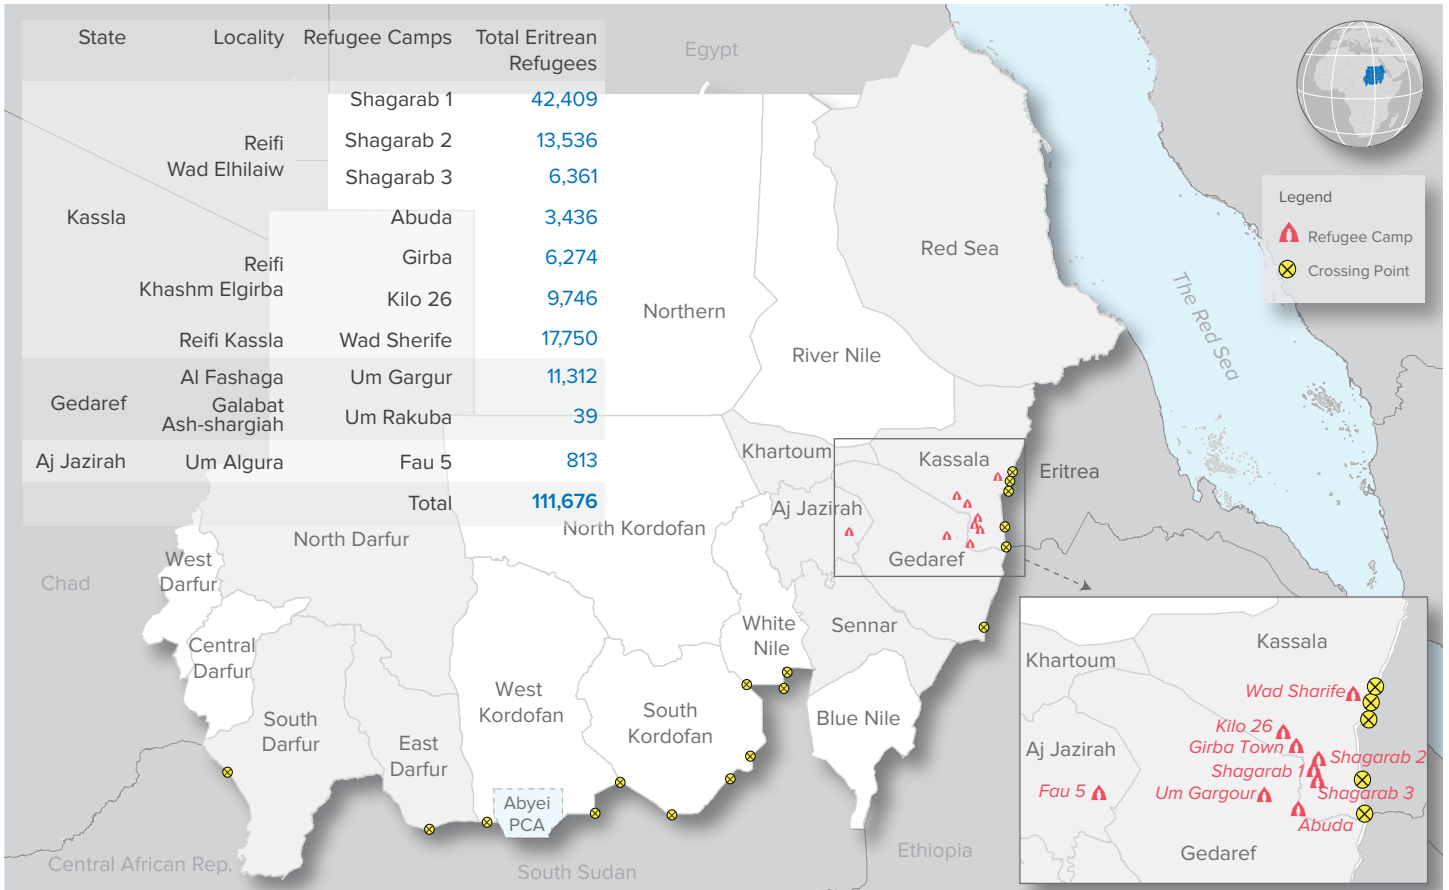 State Locality Refugee Camps Total Eritrean
Refugees
Shagarab 1 42,409
Reifi
Wad Elhilaiw
Shagarab 2 13,536
Shagarab 3 6,361
Kassla
Abuda 3,436
Reifi
Khashm Elgirba
Girba 6,274
Kilo 26 9,746
Reifi Kassla Wad Sherife 17,750
Gedaref
Al Fashaga Um Gargur 11,312
Galabat
Ash-shargiah
Um Rakuba 39
Aj Jazirah Um Algura Fau 5 813
Total 111,676
Egypt
Legend
Refugee Camp
Crossing Point
The Red Sea
Red Sea
Northern
River Nile
Khartoum
Kassala
Eritrea
Aj Jazirah
North Kordofan
North Darfur
Gedaref
West
Darfur
Chad
Central
Darfur
White
Nile
Sennar
West
Kordofan
South
Kordofan
Blue Nile
South
Darfur
East
Darfur
Abyei
PCA
Central African Rep.
South Sudan
Ethiopia
Kassala
Khartoum
Wad Sharife
Kilo 26
Girba Town
Aj Jazirah
Shagarab 2
Shagarab 1
Fau 5
Um Gargour
Shagarab 3
Abuda
Gedaref